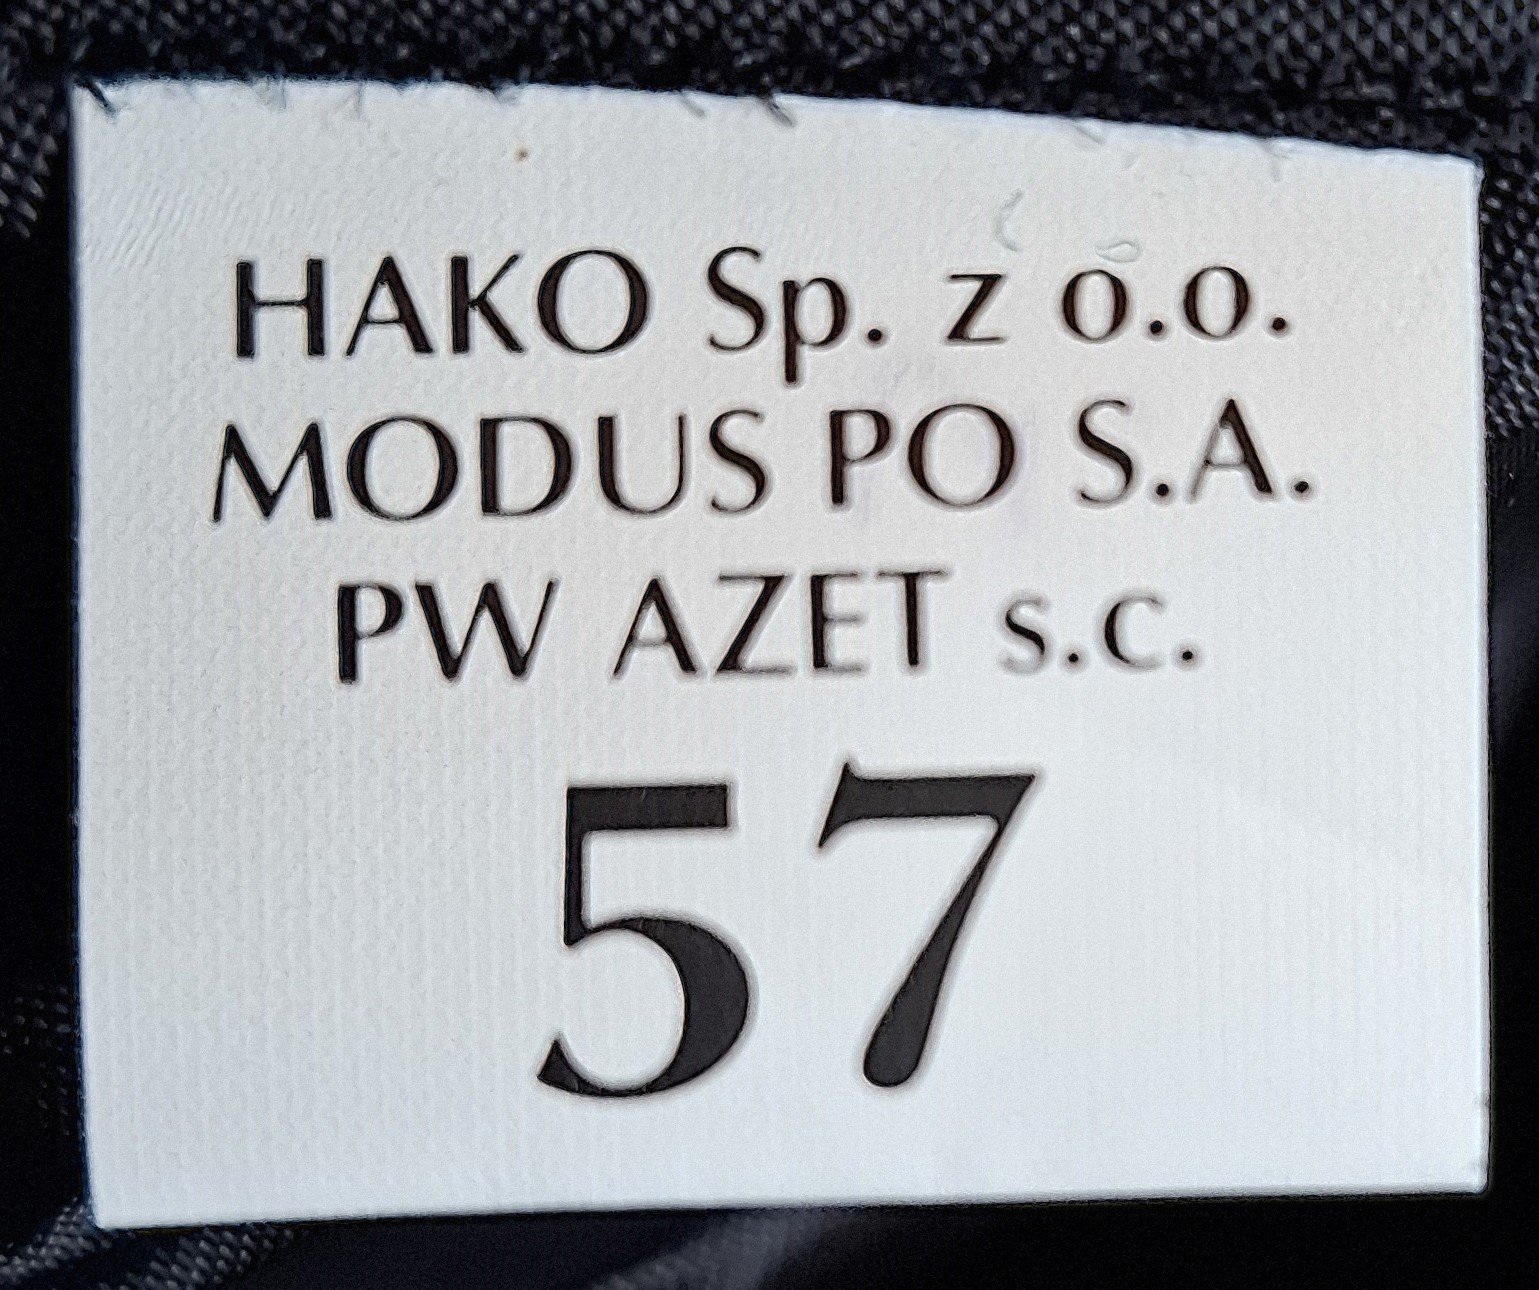 HAKO Sp. z o.o.
MODUS PO S.A.
PW AZET s.c.
57